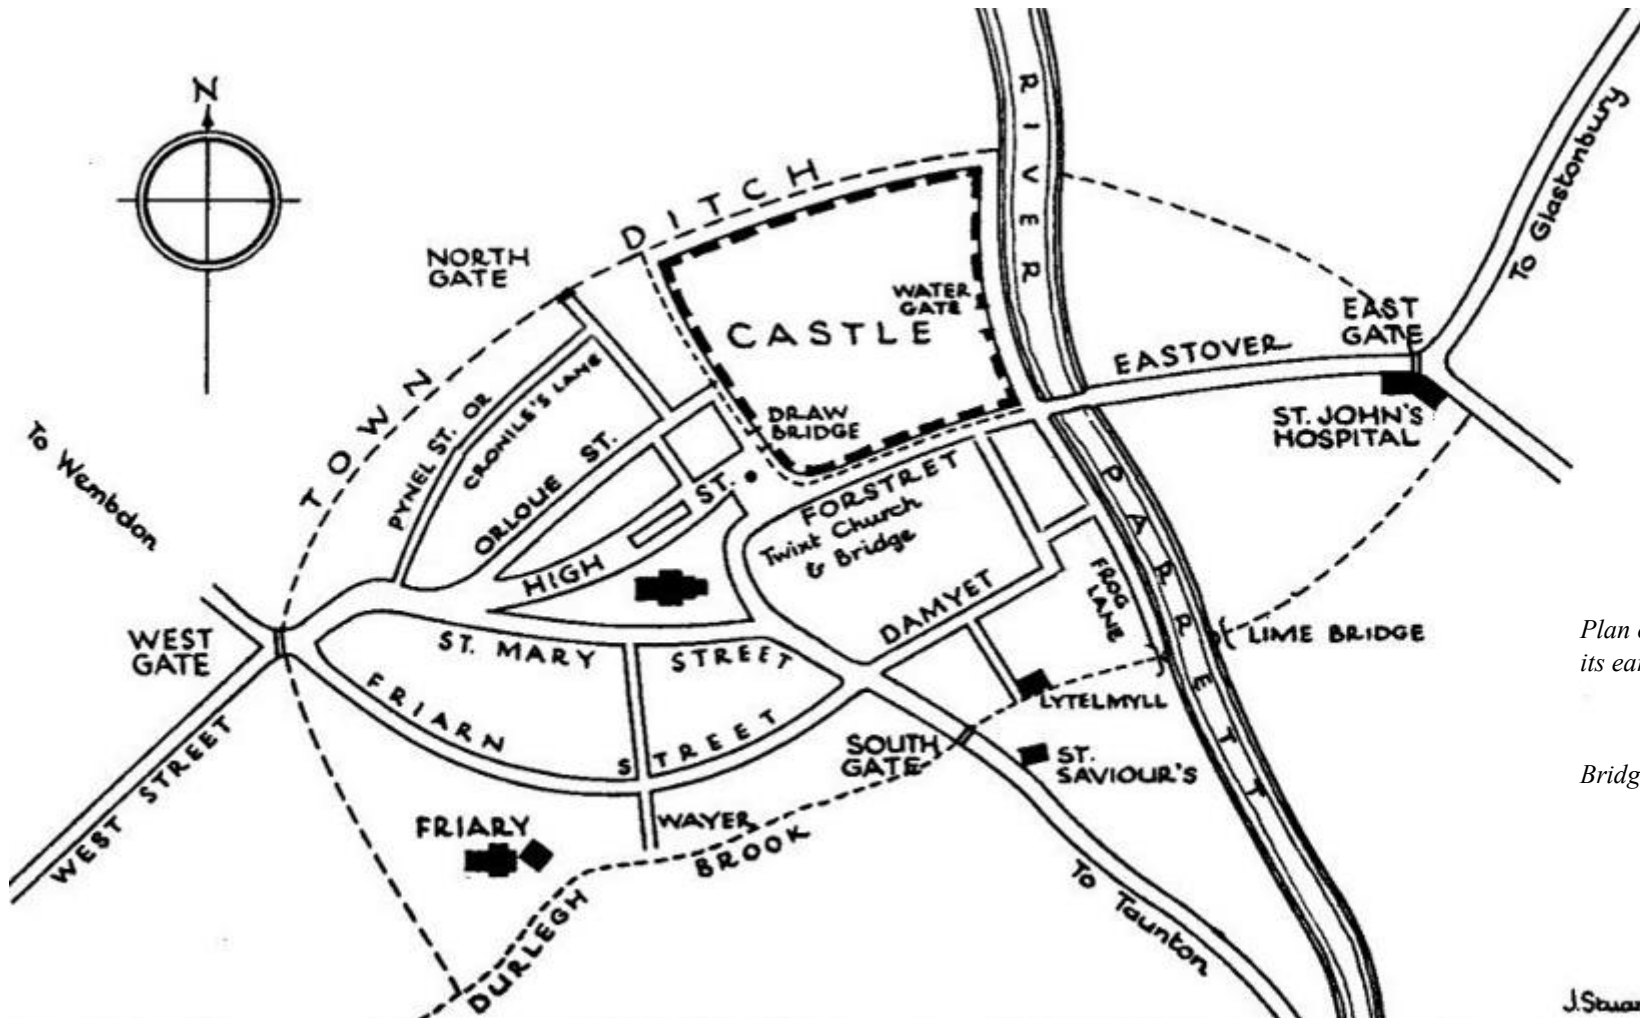 N
RIVER
To Glastonbury
DITCH
NORTH
GATE
WATER
GATE
CASTLE
EAST
GATE
EASTOVER
TOWN
To Wembdon
PYNEL ST. OR
CRONILE'S LANE
DRAW
BRIDGE
ST. JOHN'S
HOSPITAL
ORLOUE ST.
HIGH ST.
FORSTRET
Twixt Church
& Bridge
PARRETT
DAMYET
FROG
LANE
LIME BRIDGE
Plan
its
WEST
GATE
ST. MARY STREET
FRIARN STREET
LYTELMYLL
SOUTH
GATE
ST.
SAVIOUR'S
WEST STREET
FRIARY
WAYER
DURLEGH BROOK
To Taunton
Bridg
J. Stuar